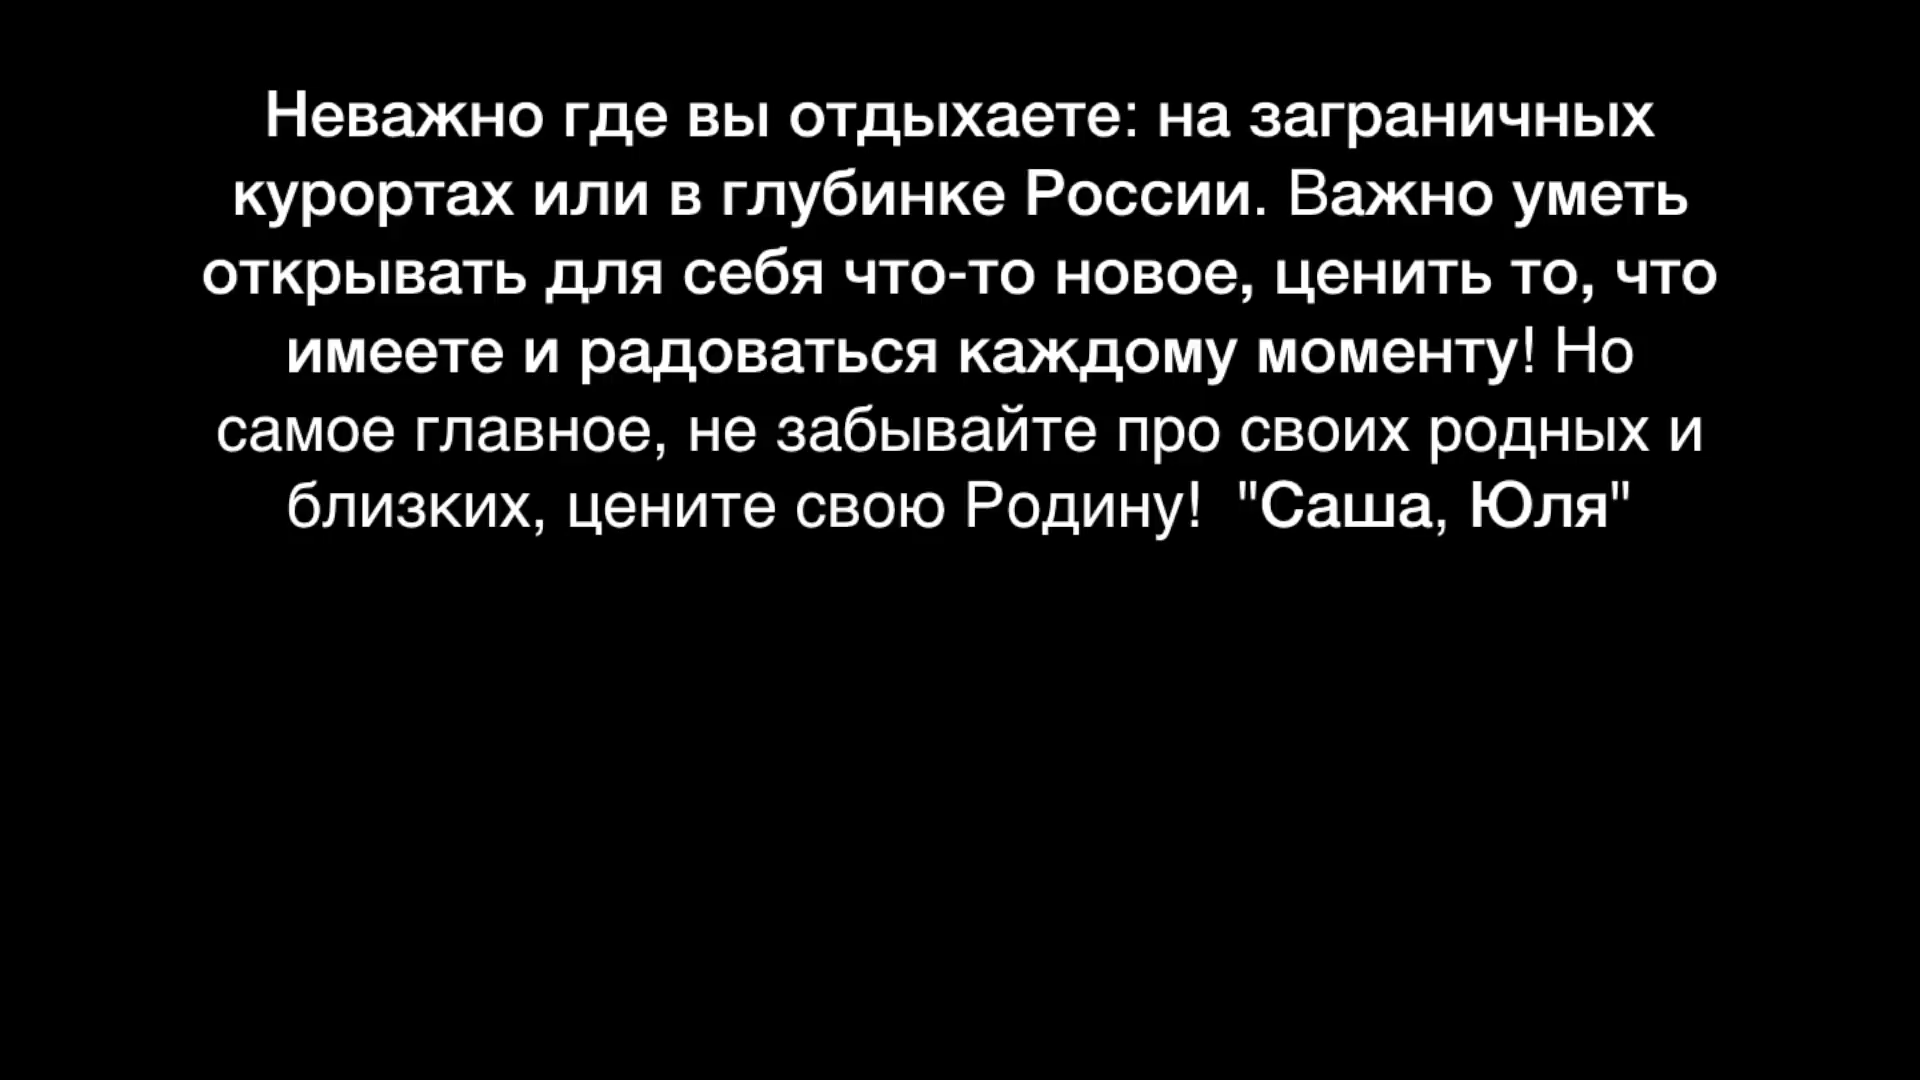 Неважно где вы отдыхаете: на заграничных
курортах или в глубинке России. Важно уметь
открывать для себя что-то новое, ценить то, что
имеете и радоваться каждому моменту! Но
самое главное, не забывайте про своих родных и
близких, цените свою Родину!  "Саша, Юля"